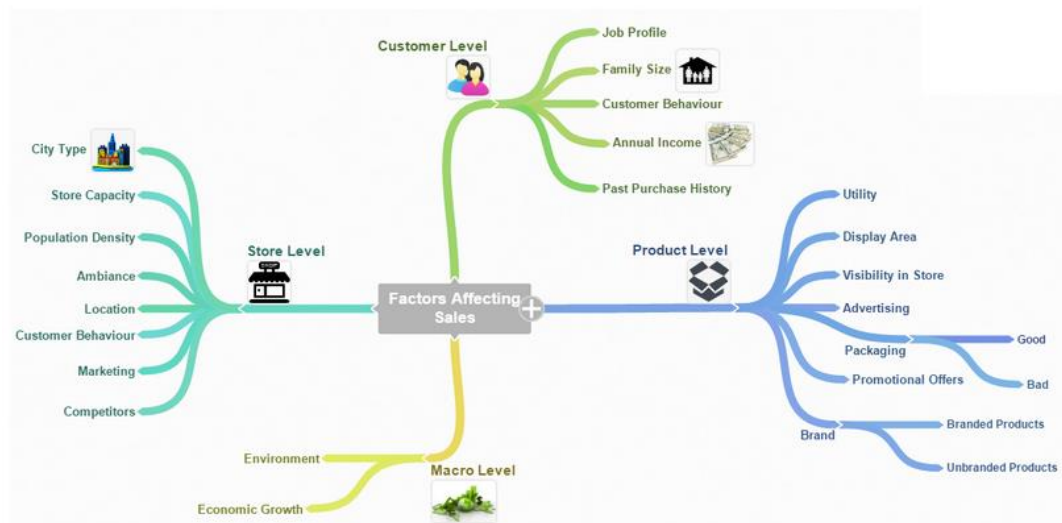 Factors Affecting
Sales
Customer Level
Job Profile
Family Size
Customer Behaviour
Annual Income
Past Purchase History
Store Level
City Type
Store Capacity
Population Density
Ambiance
Location
Customer Behaviour
Marketing
Competitors
Product Level
Utility
Display Area
Visibility in Store
Advertising
Packaging
Good
Bad
Promotional Offers
Brand
Branded Products
Unbranded Products
Macro Level
Environment
Economic Growth